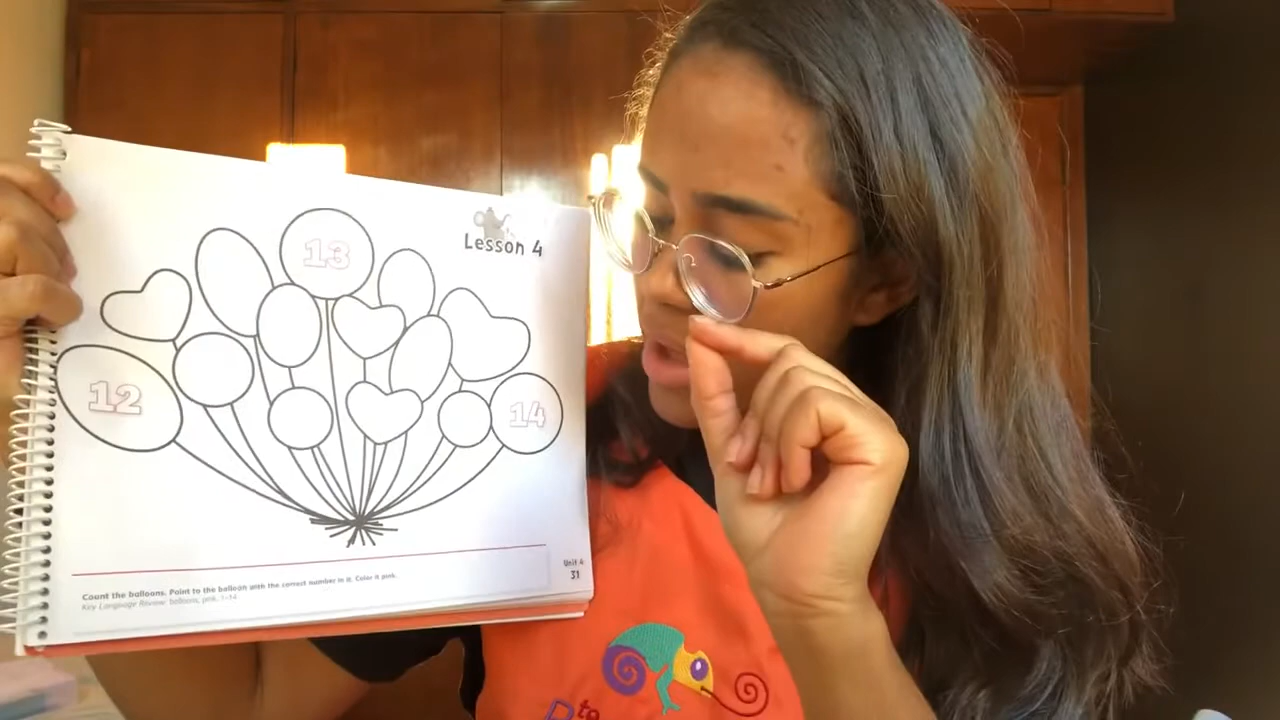 Lesson 4
13
12
14
Count the balloons. Point to the balloon with the correct number in it. Color it pink.
Key Language Review: balloons, pink, 1-14
Unit 4
31